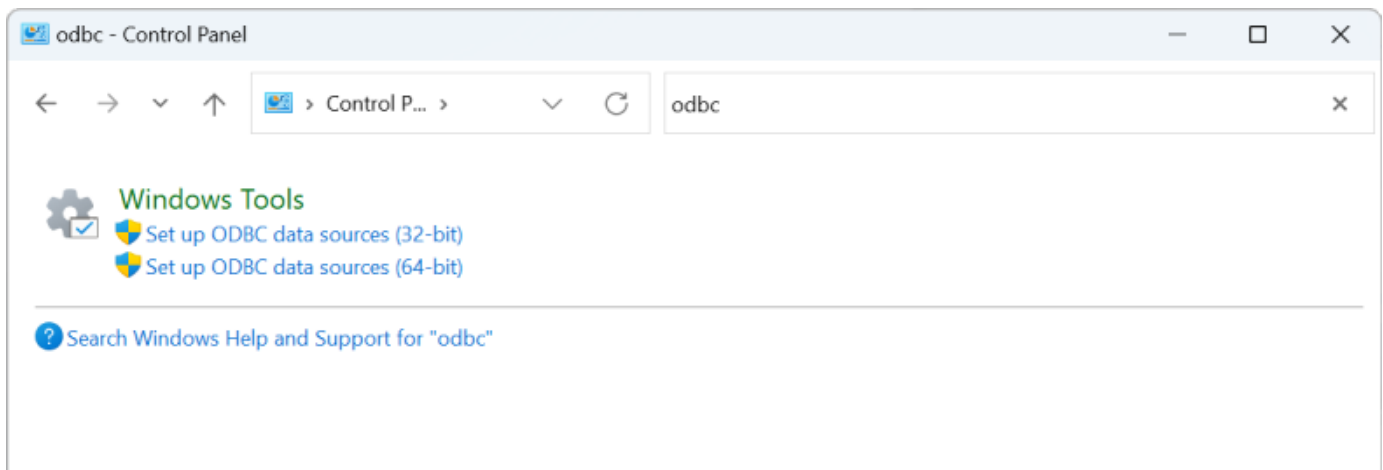 odbc - Control Panel
Control P...
odbc
Windows Tools
Set up ODBC data sources (32-bit)
Set up ODBC data sources (64-bit)
Search Windows Help and Support for "odbc"